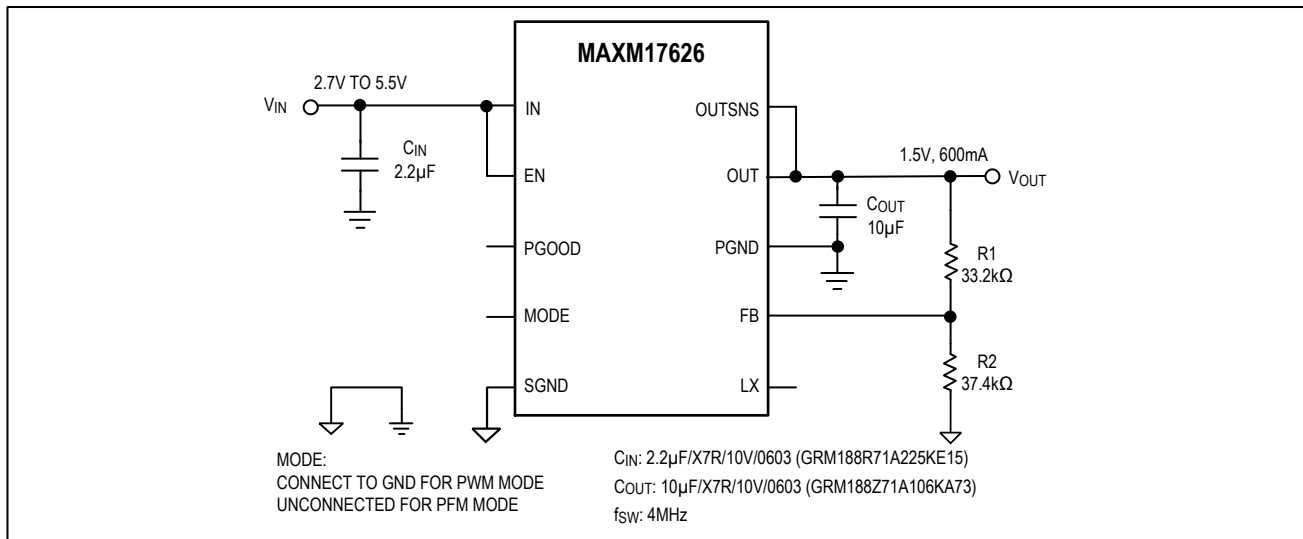 MAXM17626
2.7V TO 5.5V
VIN
IN
OUTSNS
CIN
2.2µF
EN
OUT
1.5V, 600mA
VOUT
COUT
10µF
PGOOD
PGND
R1
33.2kΩ
MODE
FB
R2
37.4kΩ
SGND
LX
MODE:
CONNECT TO GND FOR PWM MODE
UNCONNECTED FOR PFM MODE
CIN: 2.2µF/X7R/10V/0603 (GRM188R71A225KE15)
COUT: 10µF/X7R/10V/0603 (GRM188Z71A106KA73)
fSW: 4MHz